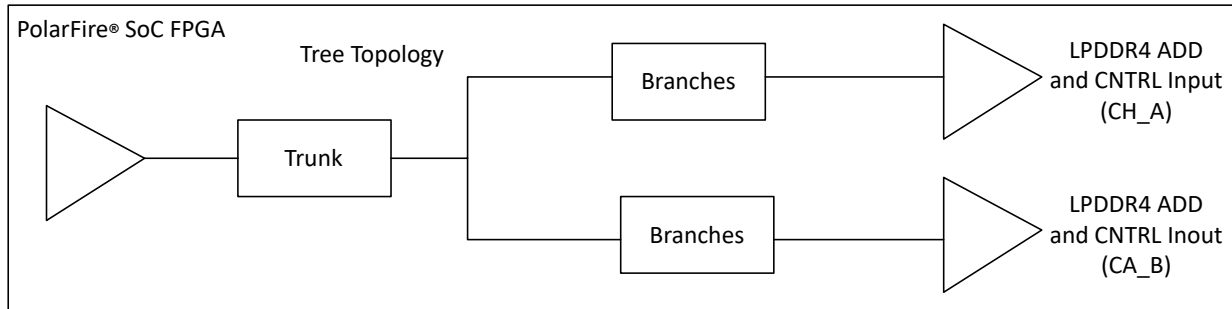 PolarFire® SoC FPGA
Tree Topology
Trunk
Branches
LPDDR4 ADD
and CNTRL Input
(CH_A)
Branches
LPDDR4 ADD
and CNTRL Inout
(CA_B)